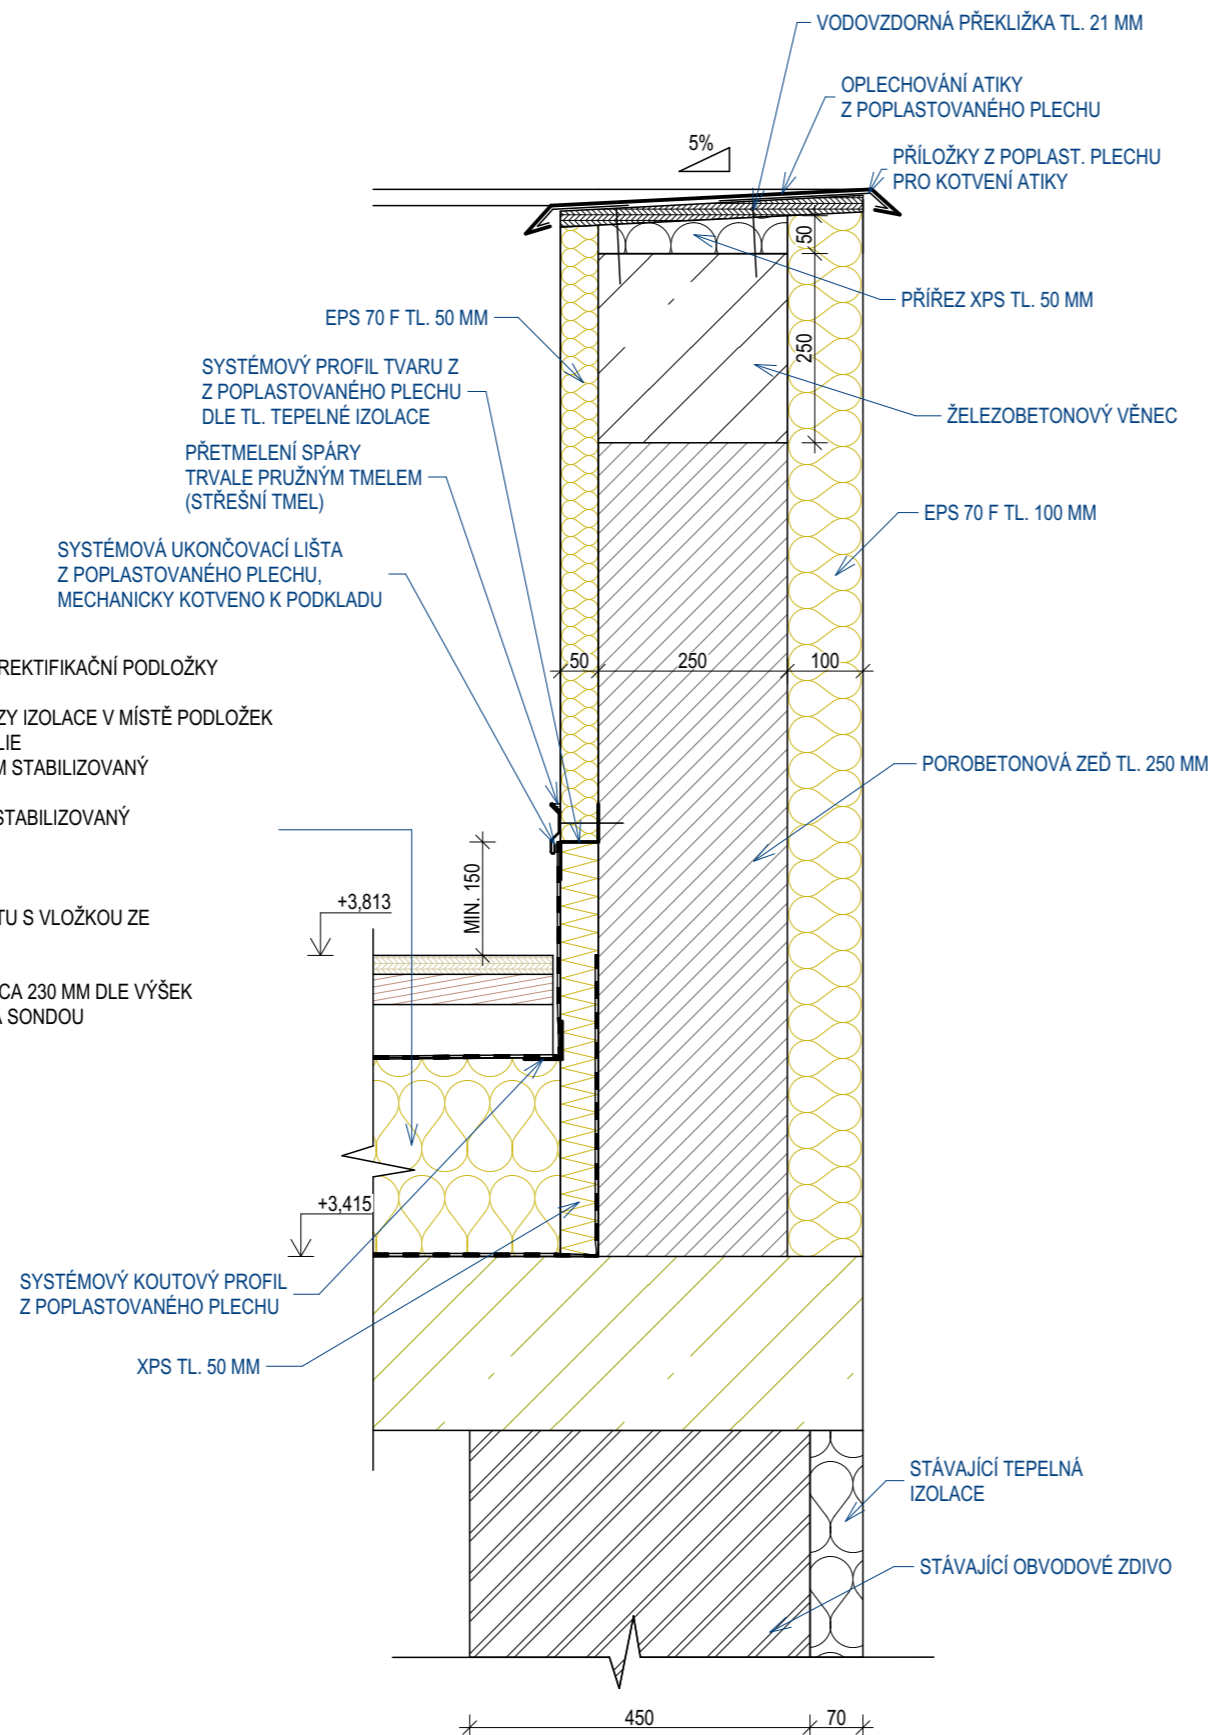 VODOVZDORNÁ PŘEKLIŽKA TL. 21 MM
OPLECHOVÁNÍ ATIKY
Z POPLASTOVANÉHO PLECHU
5%
PŘÍLOŽKY Z POPLAST. PLECHU
PRO KOTVENÍ ATIKY
50
PŘÍŘEZ XPS TL. 50 MM
EPS 70 F TL. 50 MM
250
SYSTÉMOVÝ PROFIL TVARU Z
Z POPLASTOVANÉHO PLECHU
DLE TL. TEPELNÉ IZOLACE
ŽELEZOBETONOVÝ VĚNEC
PŘETMELENÍ SPÁRY
TRVALE PRUŽNÝM TMELEM
(STŘEŠNÍ TMEL)
EPS 70 F TL. 100 MM
SYSTÉMOVÁ UKONČOVACÍ LIŠTA
Z POPLASTOVANÉHO PLECHU,
MECHANICKY KOTVENO K PODKLADU
REKTIFIKAČNÍ PODLOŽKY
50
250
100
ZY IZOLACE V MÍSTĚ PODLOŽEK
LIE
M STABILIZOVANÝ
POROBETONOVÁ ZEĎ TL. 250 MM
STABILIZOVANÝ
MIN. 150
+3,813
TU S VLOŽKOU ZE
CA 230 MM DLE VÝŠEK
A SONDOU
+3,415
SYSTÉMOVÝ KOUTOVÝ PROFIL
Z POPLASTOVANÉHO PLECHU
XPS TL. 50 MM
STÁVAJÍCÍ TEPELNÁ
IZOLACE
STÁVAJÍCÍ OBVODOVÉ ZDIVO
450
70